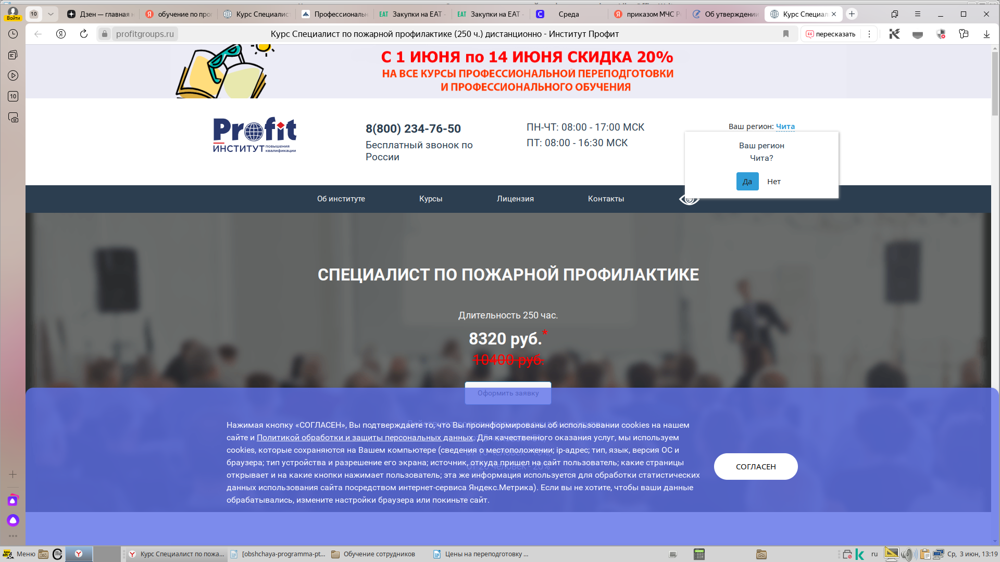 Войти
10
Дзен — главная
обучение по про
Курс Специалис
Профессиональн
ЕАТ Закупки на ЕАТ -
ЕАТ Закупки на ЕАТ -
Среда
приказом МЧС Р
Об утверждении
Курс Специал
profitgroups.ru
Курс Специалист по пожарной профилактике (250 ч.) дистанционно - Институт Профит
пересказать
10
С 1 ИЮНЯ по 14 ИЮНЯ СКИДКА 20%
НА ВСЕ КУРСЫ ПРОФЕССИОНАЛЬНОЙ ПЕРЕПОДГОТОВКИ
И ПРОФЕССИОНАЛЬНОГО ОБУЧЕНИЯ
Profit
ИНСТИТУТ повышения квалификации
8(800) 234-76-50
Бесплатный звонок по
России
ПН-ЧТ: 08:00 - 17:00 МСК
ПТ: 08:00 - 16:30 МСК
Ваш регион: Чита
Ваш регион
Чита?
Да Нет
Об институте
Курсы
Лицензия
Контакты
СПЕЦИАЛИСТ ПО ПОЖАРНОЙ ПРОФИЛАКТИКЕ
Длительность 250 час.
8320 руб.*
10400 руб.
Оформить заявку
Нажимая кнопку «СОГЛАСЕН», Вы подтверждаете то, что Вы проинформированы об использовании cookies на нашем
сайте и Политикой обработки и защиты персональных данных. Для качественного оказания услуг, мы используем
cookies, которые сохраняются на Вашем компьютере (сведения о местоположении; ip-адрес; тип, язык, версия ОС и
браузера; тип устройства и разрешение его экрана; источник, откуда пришел на сайт пользователь; какие страницы
открывает и на какие кнопки нажимает пользователь; эта же информация используется для обработки статистических
данных использования сайта посредством интернет-сервиса Яндекс.Метрика). Если вы не хотите, чтобы ваши данные
обрабатывались, измените настройки браузера или покиньте сайт.
СОГЛАСЕН
от 20 человек - 20%
Меню
Курс Специалист по пожа...
[obshchaya-programma-pt...
Обучение сотрудников
Цены на переподготовку ...
ru
Ср, 3 июн, 13:19